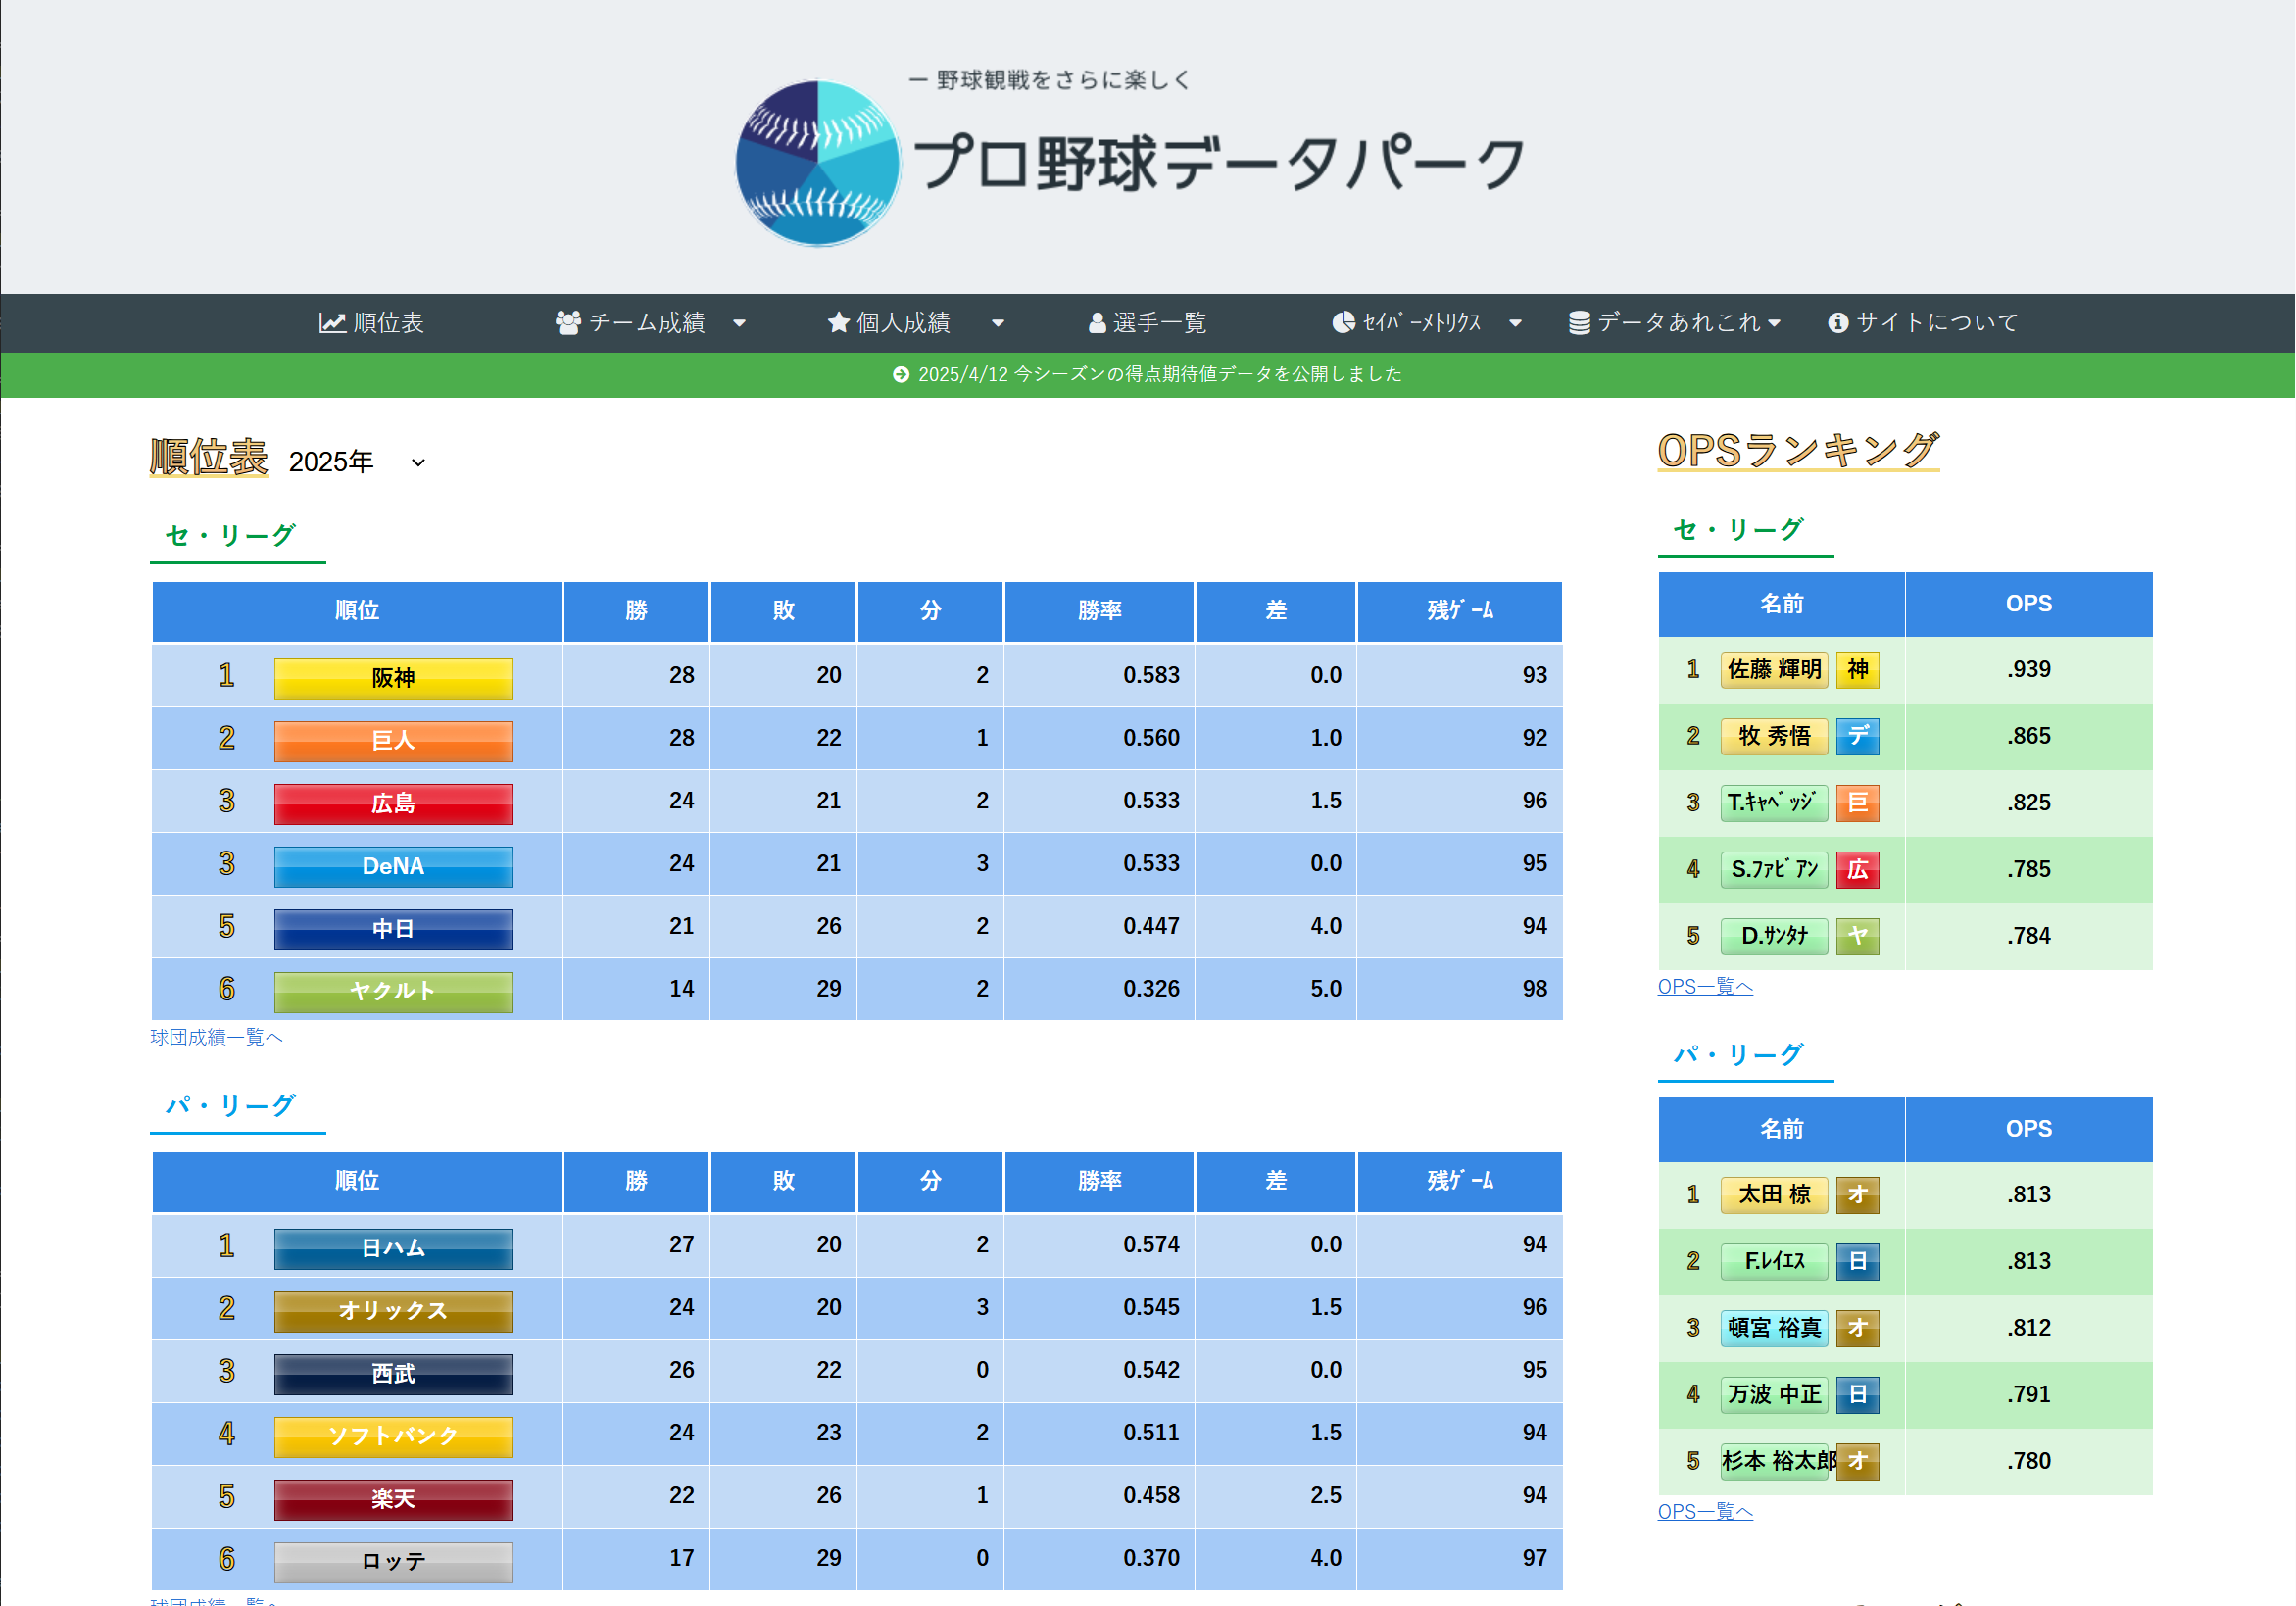 ー 野球観戦をさらに楽しく
プロ野球データパーク
順位表 チーム成績 個人成績 選手一覧 ｾｲﾊﾞｰﾒﾄﾘｸｽ データあれこれ サイトについて
2025/4/12 今シーズンの得点期待値データを公開しました
順位表 2025年
セ・リーグ
順位 勝 敗 分 勝率 差 残ｹﾞｰﾑ
1 阪神 28 20 2 0.583 0.0 93
2 巨人 28 22 1 0.560 1.0 92
3 広島 24 21 2 0.533 1.5 96
3 DeNA 24 21 3 0.533 0.0 95
5 中日 21 26 2 0.447 4.0 94
6 ヤクルト 14 29 2 0.326 5.0 98
球団成績一覧へ
パ・リーグ
順位 勝 敗 分 勝率 差 残ｹﾞｰﾑ
1 日ハム 27 20 2 0.574 0.0 94
2 オリックス 24 20 3 0.545 1.5 96
3 西武 26 22 0 0.542 0.0 95
4 ソフトバンク 24 23 2 0.511 1.5 94
5 楽天 22 26 1 0.458 2.5 94
6 ロッテ 17 29 0 0.370 4.0 97
球団成績一覧へ
OPSランキング
セ・リーグ
名前 OPS
1 佐藤 輝明 神 .939
2 牧 秀悟 デ .865
3 T.ｷｬﾍﾞｯｼﾞ 巨 .825
4 S.ﾌｧﾋﾞｱﾝ 広 .785
5 D.ｻﾝﾀﾅ ヤ .784
OPS一覧へ
パ・リーグ
名前 OPS
1 太田 椋 オ .813
2 F.ﾚｲｴｽ 日 .813
3 頓宮 裕真 オ .812
4 万波 中正 日 .791
5 杉本 裕太郎 オ .780
OPS一覧へ